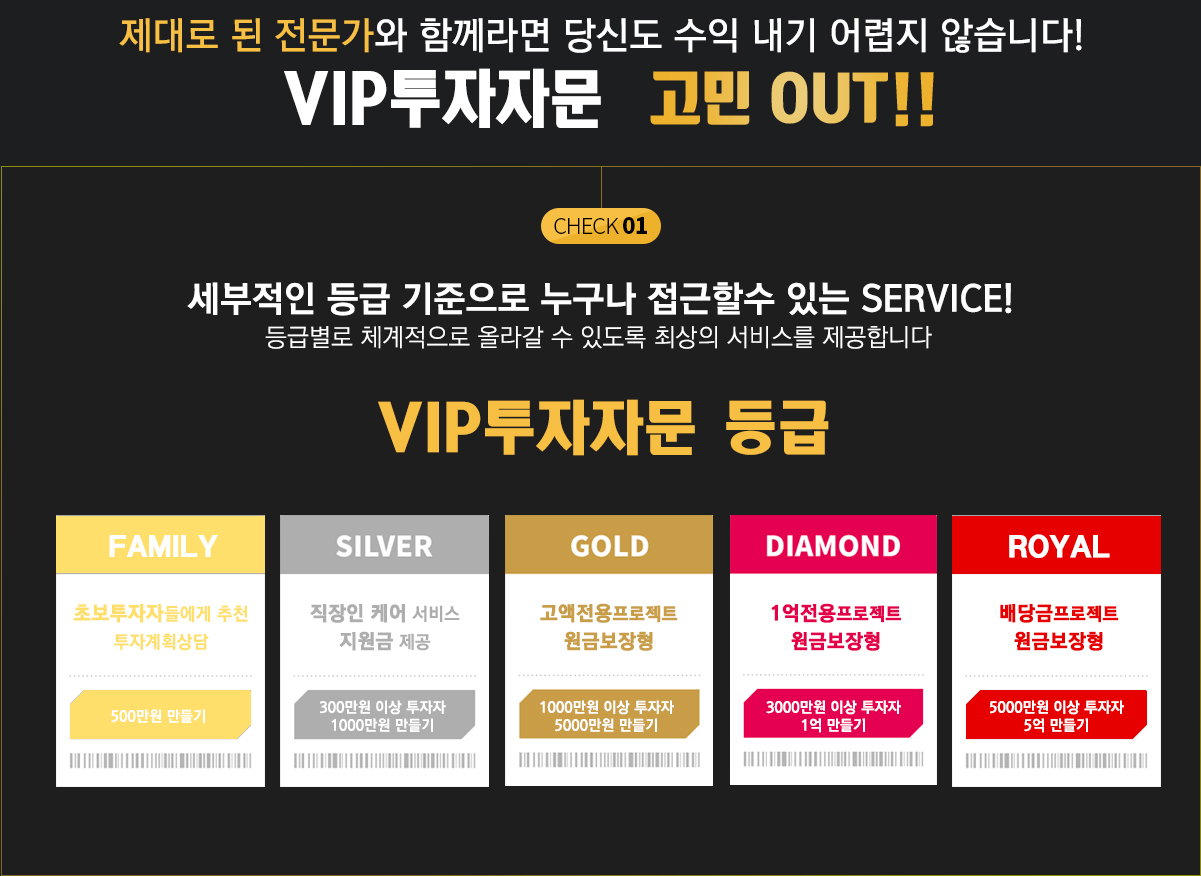 제대로 된 전문가와 함께라면 당신도 수익 내기 어렵지 않습니다!
VIP투자자문 고민 OUT!!
CHECK 01
세부적인 등급 기준으로 누구나 접근할수 있는 SERVICE!
등급별로 체계적으로 올라갈 수 있도록 최상의 서비스를 제공합니다
VIP투자자문 등급
FAMILY
초보투자자들에게 추천
투자계획상담
500만원 만들기
SILVER
직장인 케어 서비스
지원금 제공
300만원 이상 투자자
1000만원 만들기
GOLD
고액전용프로젝트
원금보장형
1000만원 이상 투자자
5000만원 만들기
DIAMOND
1억전용프로젝트
원금보장형
3000만원 이상 투자자
1억 만들기
ROYAL
배당금프로젝트
원금보장형
5000만원 이상 투자자
5억 만들기